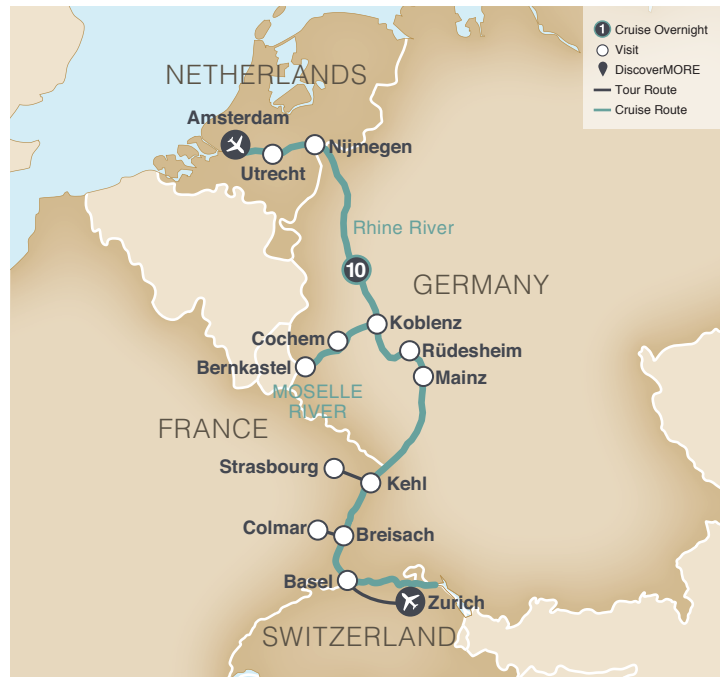 1 Cruise Overnight
Visit
DiscoverMORE
Tour Route
Cruise Route
NETHERLANDS
Amsterdam
Nijmegen
Utrecht
Rhine River
10
GERMANY
Koblenz
Cochem
Rüdesheim
Bernkastel
Mainz
MOSELLE
RIVER
FRANCE
Strasbourg
Kehl
Colmar
Breisach
Basel
Zurich
SWITZERLAND